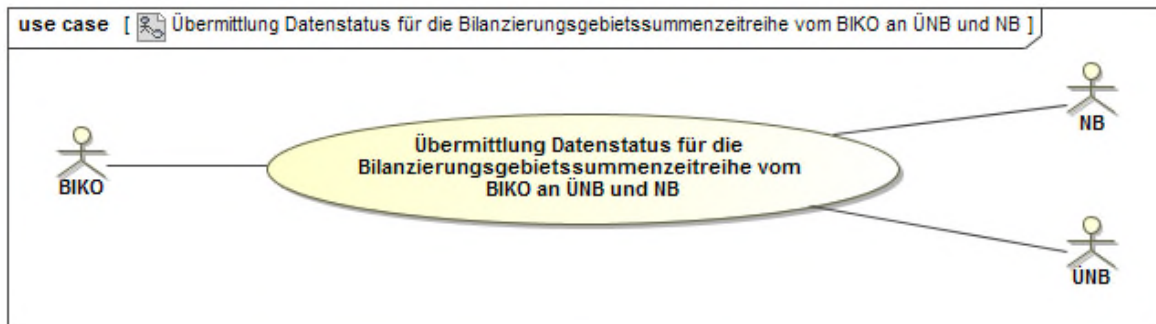 use case [ Übermittlung Datenstatus für die Bilanzierungsgebietssummenzeitreihe vom BIKO an ÜNB und NB ]
NB
Übermittlung Datenstatus für die
Bilanzierungsgebietssummenzeitreihe vom
BIKO an ÜNB und NB
BIKO
ÜNB